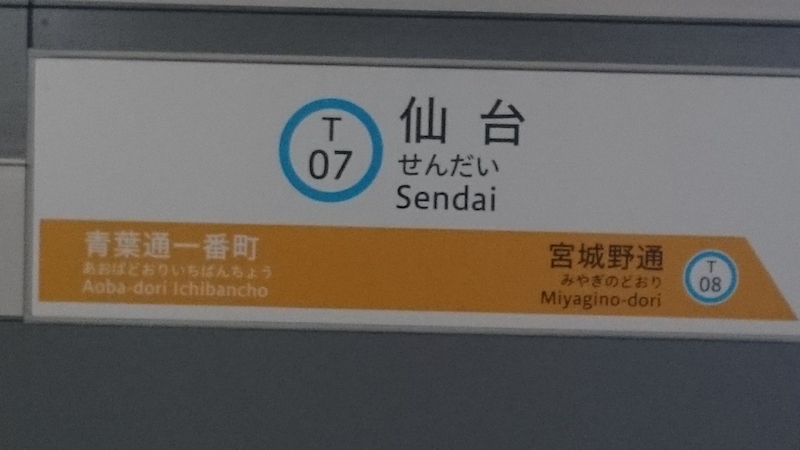 T
07
仙台
せんだい
Sendai
青葉通一番町
あおばどおりいちばんちょう
Aoba-dori Ichibancho
宮城野通
みやぎのどおり
Miyagino-dori
T
08